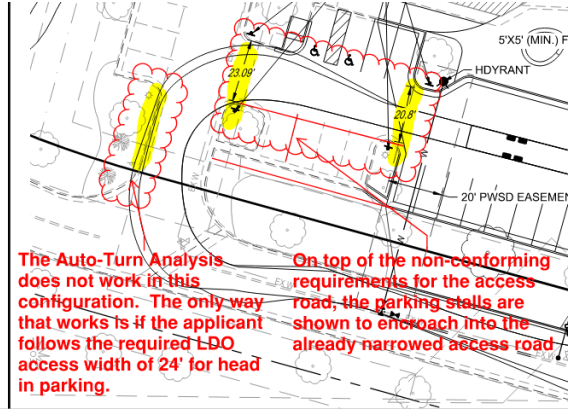 5'X5' (MIN.) F
HDYRANT
23.09'
20.8'
20' PWSD EASEMEN
The Auto-Turn Analysis
does not work in this
configuration. The only way
that works is if the applicant
follows the required LDO
access width of 24' for head
in parking.
On top of the non-conforming
requirements for the access
road, the parking stalls are
shown to encroach into the
already narrowed access road